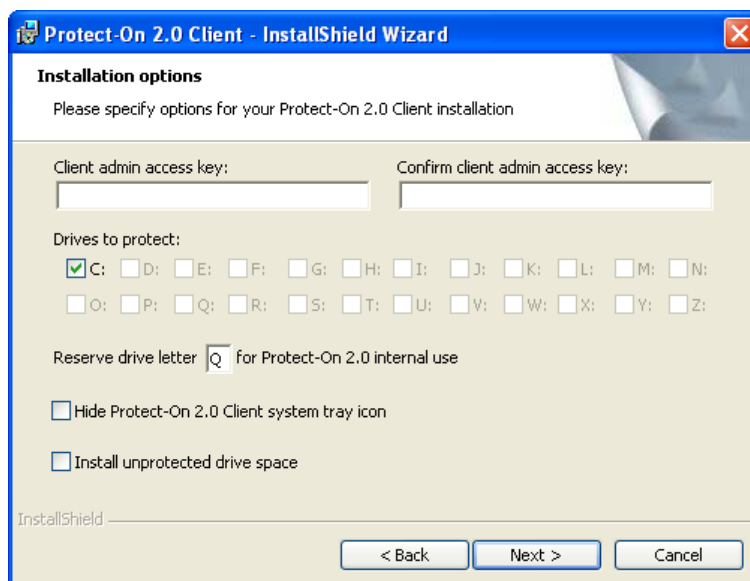 Protect-On 2.0 Client - InstallShield Wizard
Installation options
Please specify options for your Protect-On 2.0 Client installation
Client admin access key: Confirm client admin access key:
Drives to protect:
C: D: E: F: G: H: I: J: K: L: M: N:
O: P: Q: R: S: T: U: V: W: X: Y: Z:
Reserve drive letter Q for Protect-On 2.0 internal use
Hide Protect-On 2.0 Client system tray icon
Install unprotected drive space
InstallShield
< Back Next > Cancel